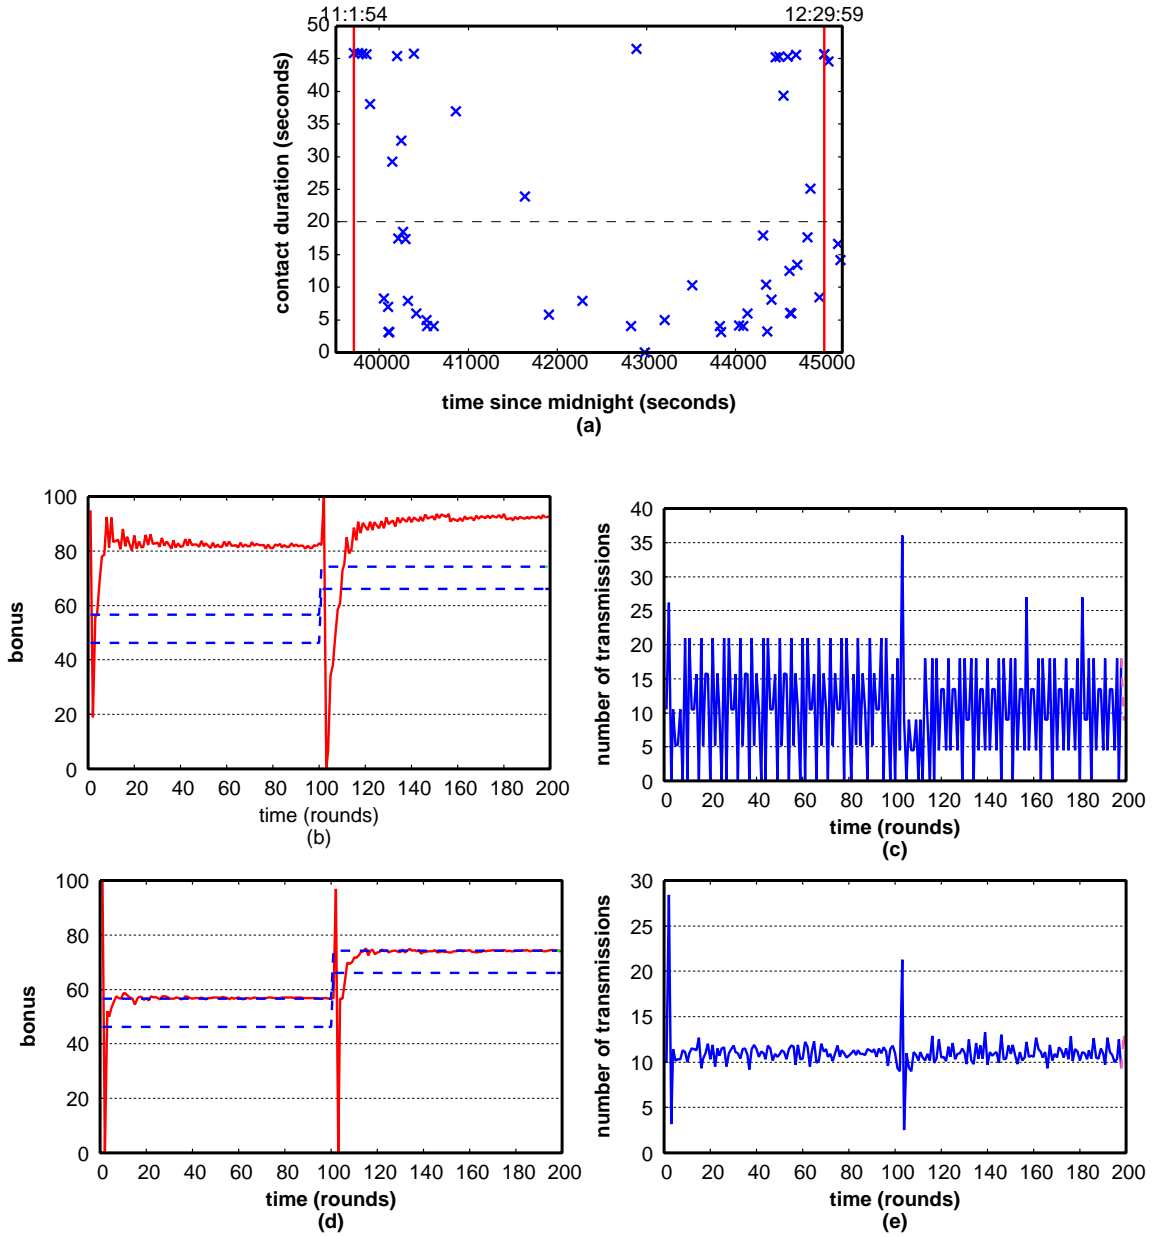 11:1:54 12:29:59
50
45
40
35
30
25
20
15
10
5
0
contact duration (seconds)
40000 41000 42000 43000 44000 45000
time since midnight (seconds)
(a)
100
80
60
40
20
0
bonus
0 20 40 60 80 100 120 140 160 180 200
time (rounds)
(b)
40
35
30
25
20
15
10
5
0
number of transmissions
0 20 40 60 80 100 120 140 160 180 200
time (rounds)
(c)
100
80
60
40
20
0
bonus
0 20 40 60 80 100 120 140 160 180 200
time (rounds)
(d)
30
25
20
15
10
5
0
number of transmissions
0 20 40 60 80 100 120 140 160 180 200
time (rounds)
(e)